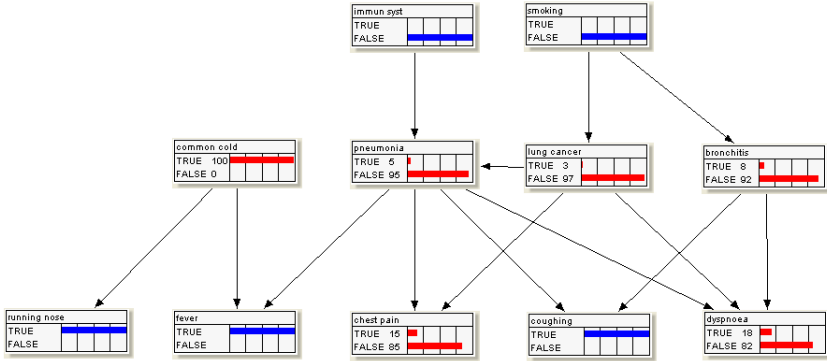 immun syst
TRUE
FALSE
smoking
TRUE
FALSE
common cold
TRUE 100
FALSE 0
pneumonia
TRUE 5
FALSE 95
lung cancer
TRUE 3
FALSE 97
bronchitis
TRUE 8
FALSE 92
running nose
TRUE
FALSE
fever
TRUE
FALSE
chest pain
TRUE 15
FALSE 85
coughing
TRUE
FALSE
dyspnoea
TRUE 18
FALSE 82